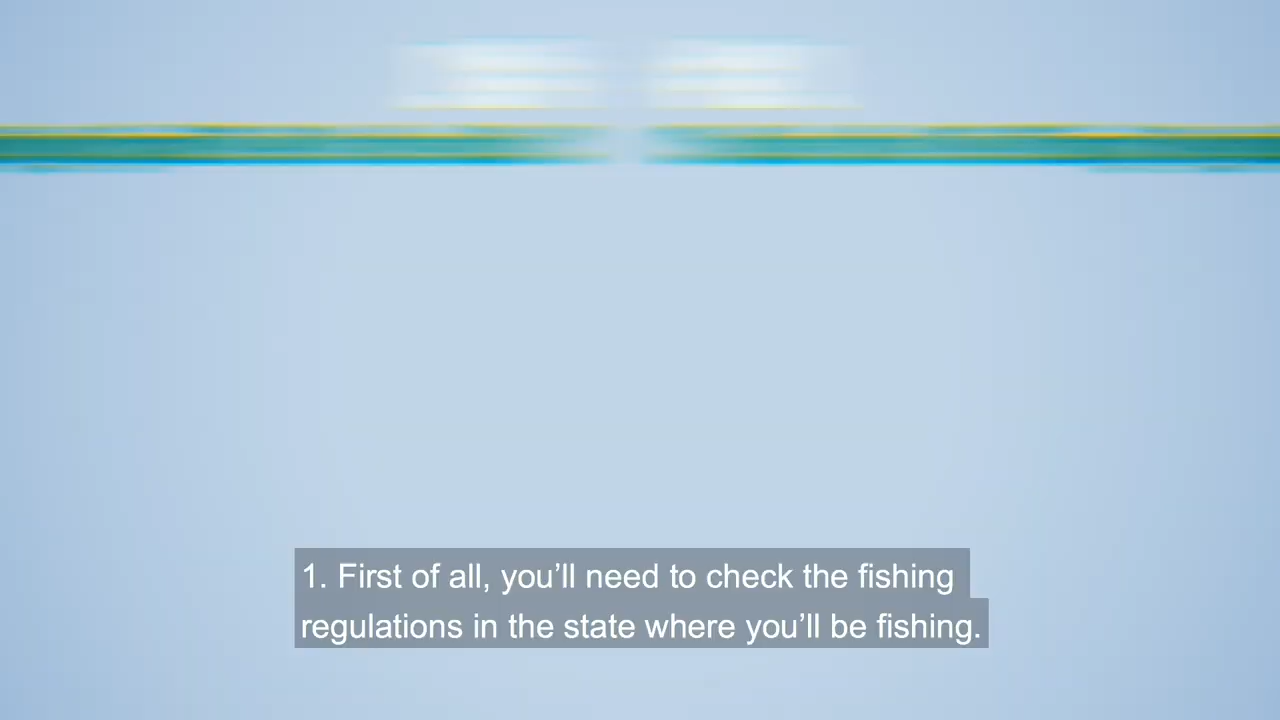 1. First of all, you’ll need to check the fishing
regulations in the state where you’ll be fishing.